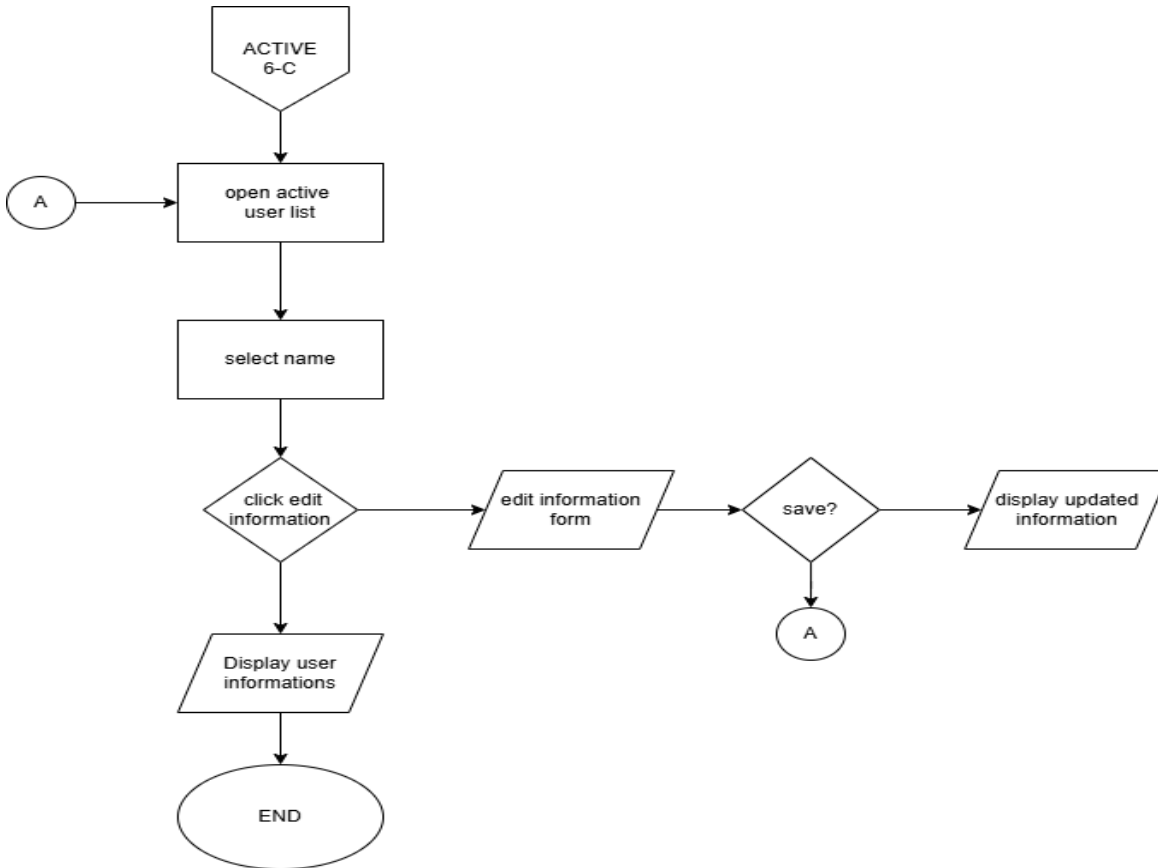 ACTIVE
6-C
A
open active
user list
select name
click edit
information
edit information
form
save?
display updated
information
A
Display user
informations
END